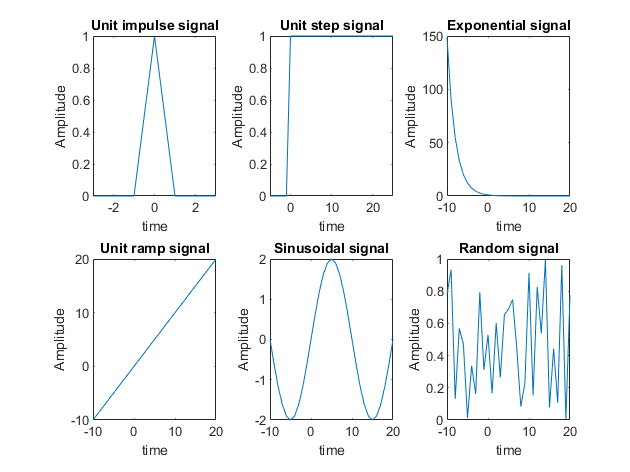 Unit impulse signal
1
0.8
0.6
0.4
0.2
0
-2
0
2
Amplitude
time
Unit step signal
1
0.8
0.6
0.4
0.2
0
0
10
20
Amplitude
time
Exponential signal
150
100
50
0
-10
0
10
20
Amplitude
time
Unit ramp signal
20
10
0
-10
-10
0
10
20
Amplitude
time
Sinusoidal signal
2
1
0
-1
-2
-10
0
10
20
Amplitude
time
Random signal
1
0.8
0.6
0.4
0.2
0
-10
0
10
20
Amplitude
time